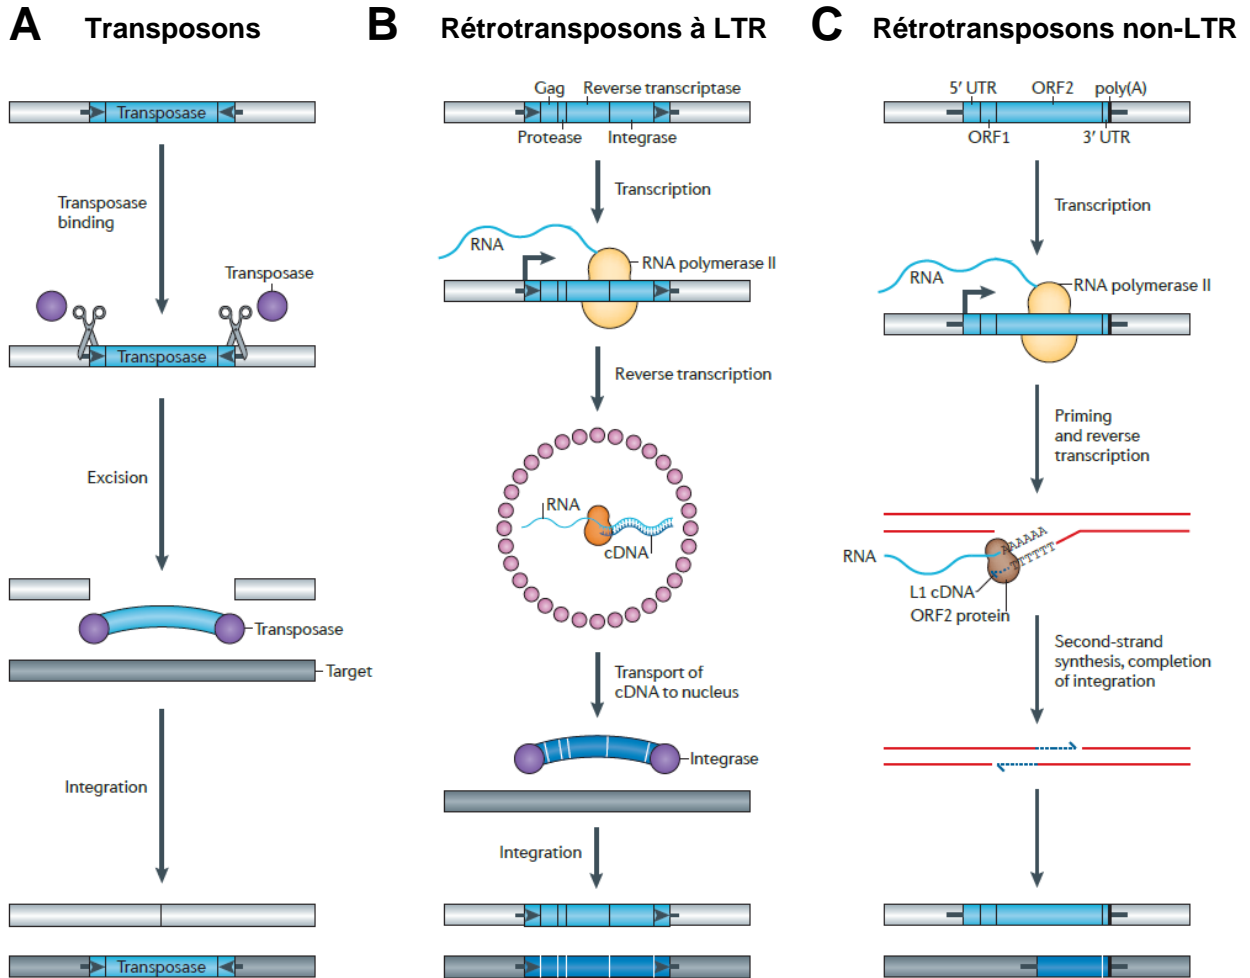 A Transposons
Transposase
Transposase
binding
Transposase
Transposase
Excision
Transposase
Target
Integration
Transposase
B Rétrotransposons à LTR
Gag Reverse transcriptase
Protease Integrase
Transcription
RNA
RNA polymerase II
Reverse transcription
RNA
cDNA
Transport of
cDNA to nucleus
Integrase
Integration
C Rétrotransposons non-LTR
5′ UTR ORF2 poly(A)
ORF1 3′ UTR
Transcription
RNA
RNA polymerase II
Priming
and reverse
transcription
AAAAAA
TTTTTT
RNA
L1 cDNA
ORF2 protein
Second-strand
synthesis, completion
of integration